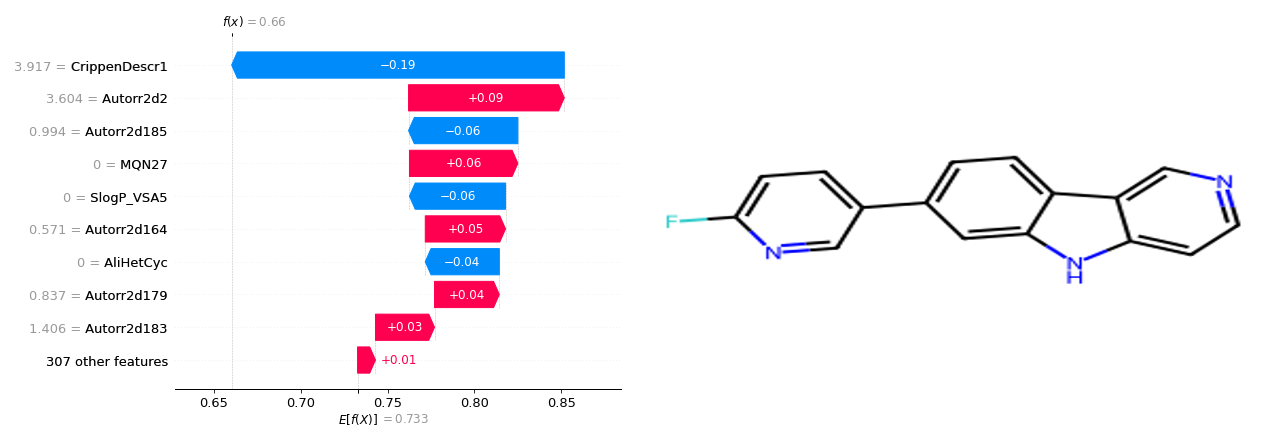 f(x) = 0.66
3.917 = CrippenDescr1 −0.19
3.604 = Autorr2d2 +0.09
0.994 = Autorr2d185 −0.06
0 = MQN27 +0.06
0 = SlogP_VSA5 −0.06
0.571 = Autorr2d164 +0.05
0 = AliHetCyc −0.04
0.837 = Autorr2d179 +0.04
1.406 = Autorr2d183 +0.03
307 other features +0.01
0.65 0.70 0.75 0.80 0.85
E[f(X)] = 0.733
N
F
N
N
H